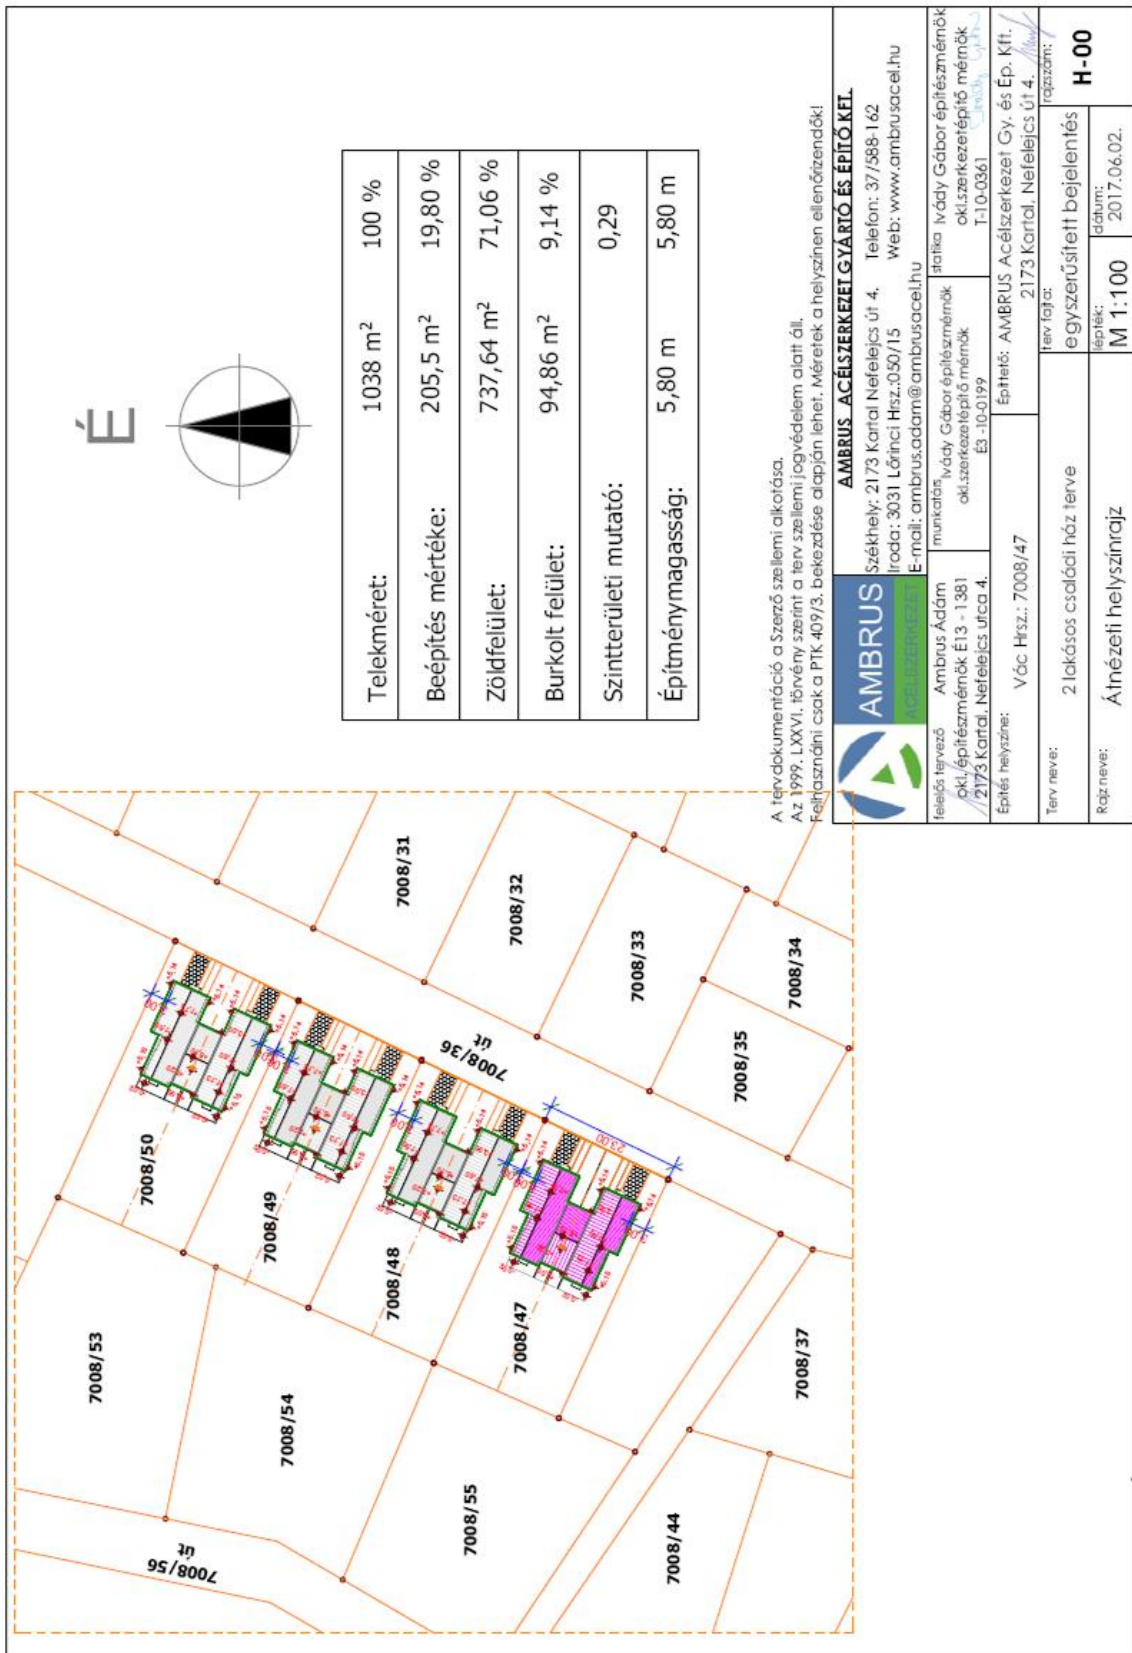 É
Telekméret: 1038 m² 100 %
Beépítés mértéke: 205,5 m² 19,80 %
Zöldfelület: 737,64 m² 71,06 %
Burkolt felület: 94,86 m² 9,14 %
Szintterületi mutató: 0,29
Építménymagasság: 5,80 m 5,80 m
7008/53
7008/50
7008/31
7008/54
7008/49
7008/32
7008/56
út
7008/48
7008/36
út
7008/33
7008/55
7008/47
7008/34
7008/35
23.00
7008/44
7008/37
A tervdokumentáció a Szerző szellemi alkotása.
Az 1999. LXXVI. törvény szerint a terv szellemi jogvédelem alatt áll.
Felhasználni csak a PTK 409/3. bekezdése alapján lehet. Méretek a helyszínen ellenőrizendők!
AMBRUS
ACÉLSZERKEZET
AMBRUS ACÉLSZERKEZET GYÁRTÓ ÉS ÉPÍTŐ KFT.
Székhely: 2173 Kartal Nefelejcs út 4. Telefon: 37/588-162
Iroda: 3031 Lőrinci Hrsz.:050/15 Web: www.ambrusacel.hu
E-mail: ambrus.adam@ambrusacel.hu
felelős tervező Ambrus Ádám
okl. építészmérnök É13 - 1381
2173 Kartal, Nefelejcs utca 4.
munkatárs Ivády Gábor építészmérnök
okl.szerkezetépítő mérnök
É3 -10-0199
statika Ivády Gábor építészmérnök
okl.szerkezetépítő mérnök
T-10-0361
Építés helyszíne: Vác Hrsz.: 7008/47
Építtető: AMBRUS Acélszerkezet Gy. és Ép. Kft.
2173 Kartal, Nefelejcs út 4.
Terv neve: 2 lakásos családi ház terve
terv fajta: egyszerűsített bejelentés
rajzszám: H-00
Rajz neve: Átnézeti helyszínrajz
lépték: M 1:100
dátum: 2017.06.02.